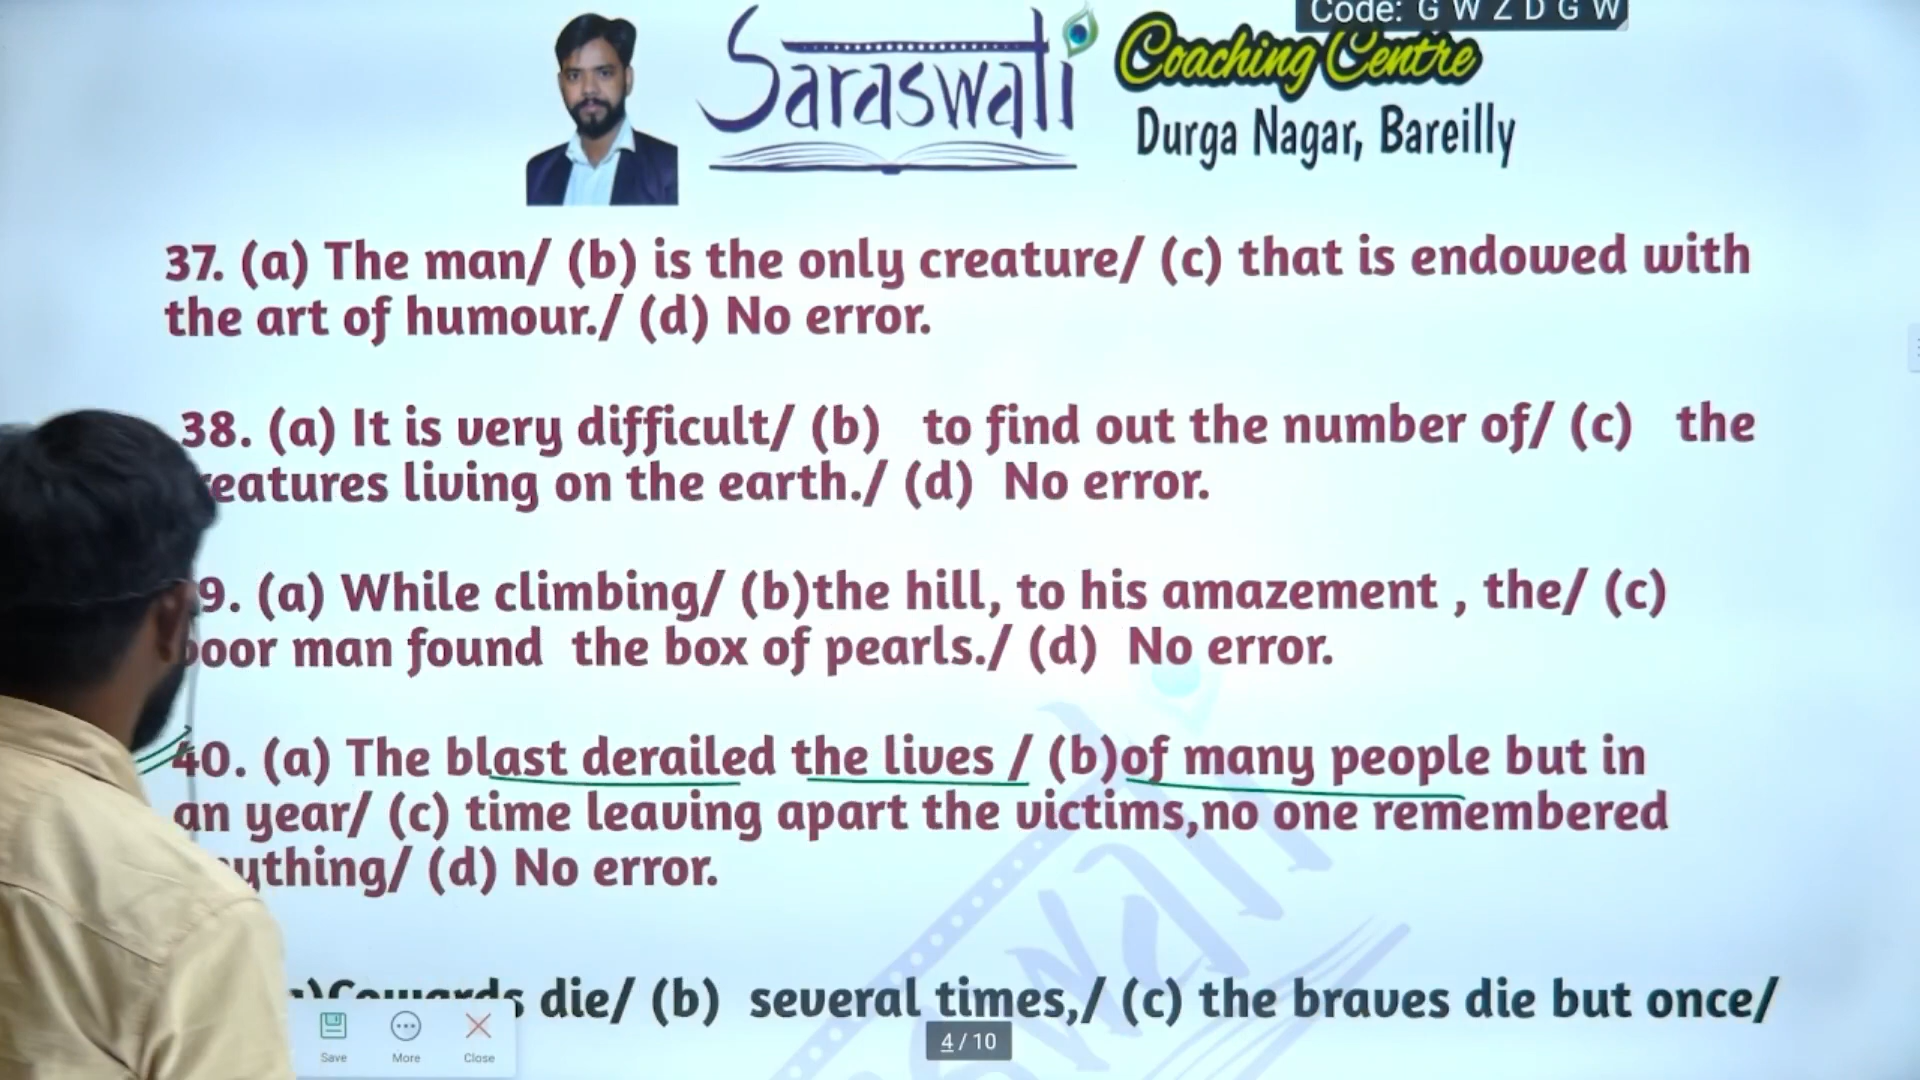 Code: G W Z D G W
Saraswati
Coaching Centre
Durga Nagar, Bareilly
37. (a) The man/ (b) is the only creature/ (c) that is endowed with
the art of humour./ (d) No error.
38. (a) It is very difficult/ (b) to find out the number of/ (c) the
living on the earth./ (d) No error.
(a) While climbing/ (b)the hill, to his amazement , the/ (c)
man found the box of pearls./ (d) No error.
40. (a) The blast derailed the lives / (b)of many people but in
an year/ (c) time leaving apart the victims,no one remembered
(d) No error.
Cowards die/ (b) several times,/ (c) the braves die but once/
Save
More
Close
4 / 10